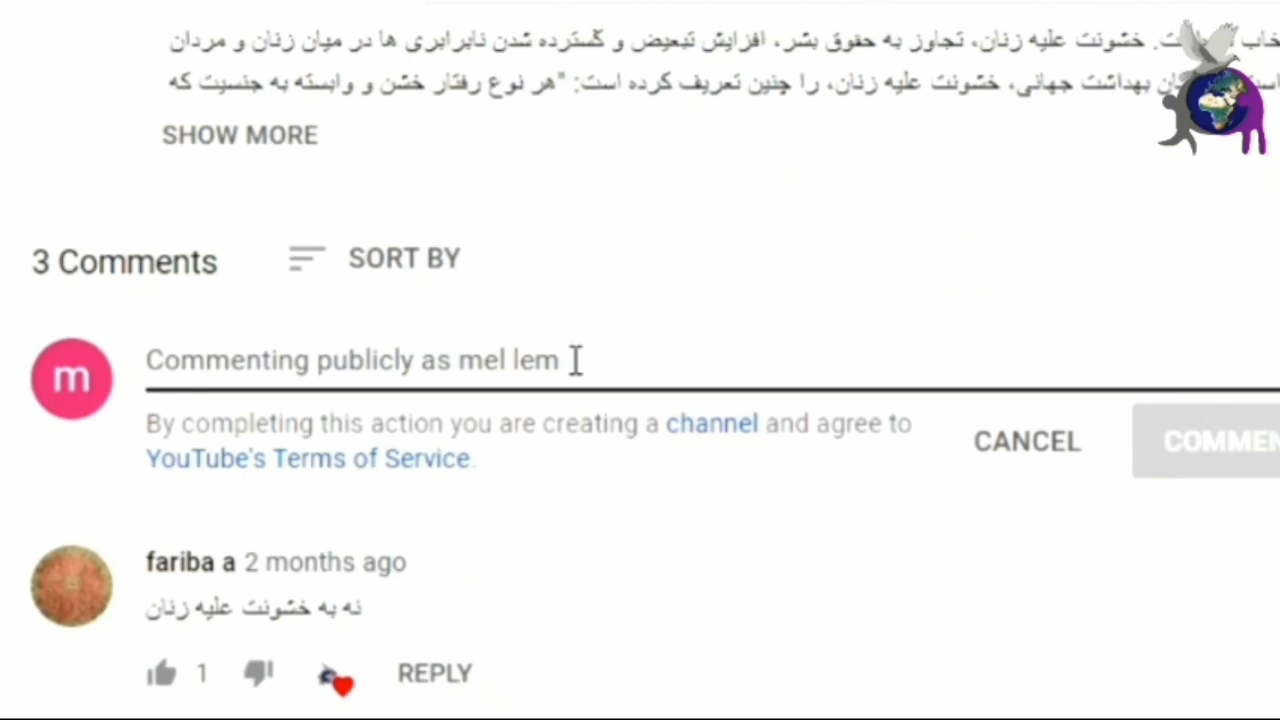 خشونت علیه زنان، تجاوز به حقوق بشر، افزایش تبعیض و گسترده شدن نابرابری ها در میان زنان و مردان
بهداشت جهانی، خشونت علیه زنان، را چنین تعریف کرده است: "هر نوع رفتار خشن و وابسته به جنسیت که
SHOW MORE
3 Comments SORT BY
m
Commenting publicly as mel lem
By completing this action you are creating a channel and agree to
YouTube's Terms of Service.
CANCEL COMMEN
fariba a 2 months ago
نه به خشونت علیه زنان
1 REPLY